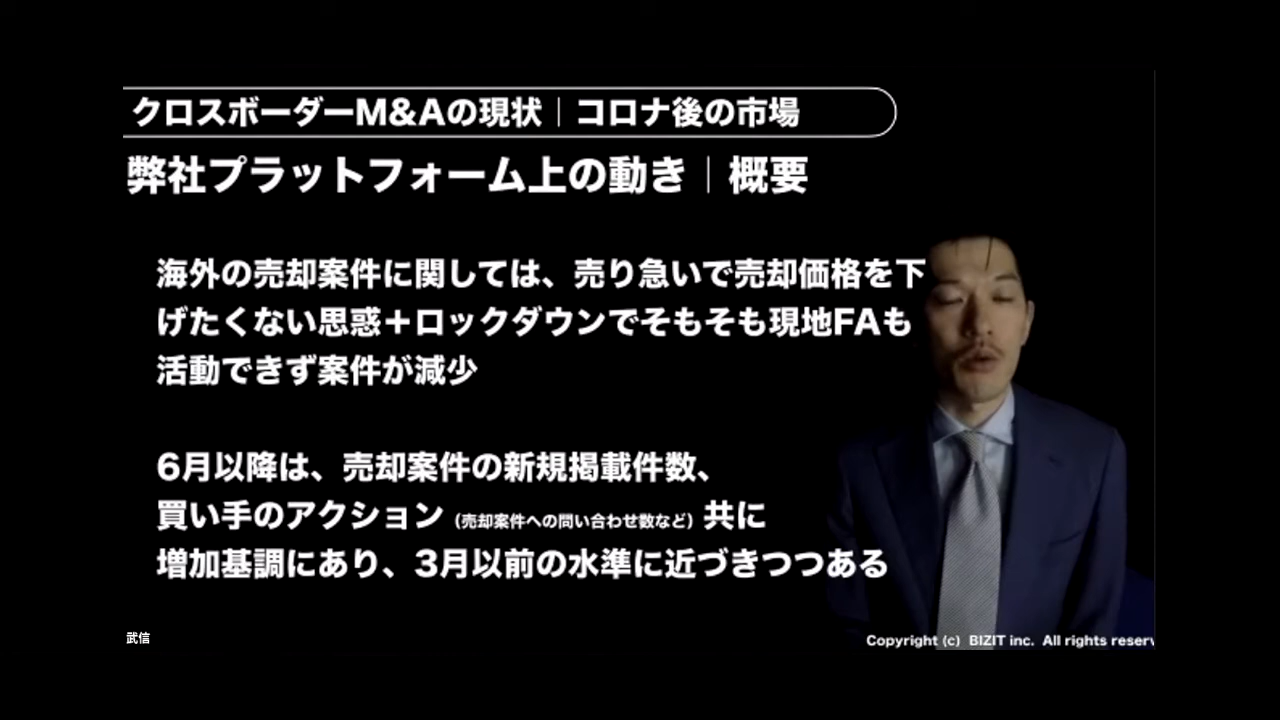 クロスボーダーM&Aの現状｜コロナ後の市場
弊社プラットフォーム上の動き｜概要
海外の売却案件に関しては、売り急いで売却価格を下
げたくない思惑＋ロックダウンでそもそも現地FAも
活動できず案件が減少
6月以降は、売却案件の新規掲載件数、
買い手のアクション（売却案件への問い合わせ数など）共に
増加基調にあり、3月以前の水準に近づきつつある
武信
Copyright (c) BIZIT inc. All rights reserv